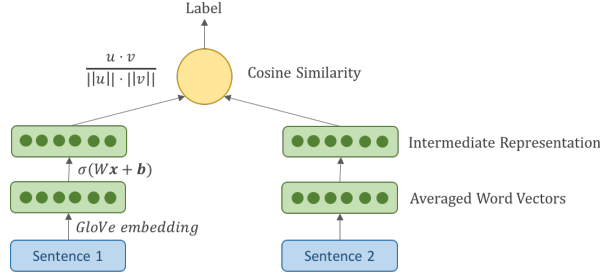 Label
u · v
||u|| · ||v||
Cosine Similarity
Intermediate Representation
σ(Wx + b)
Averaged Word Vectors
GloVe embedding
Sentence 1
Sentence 2